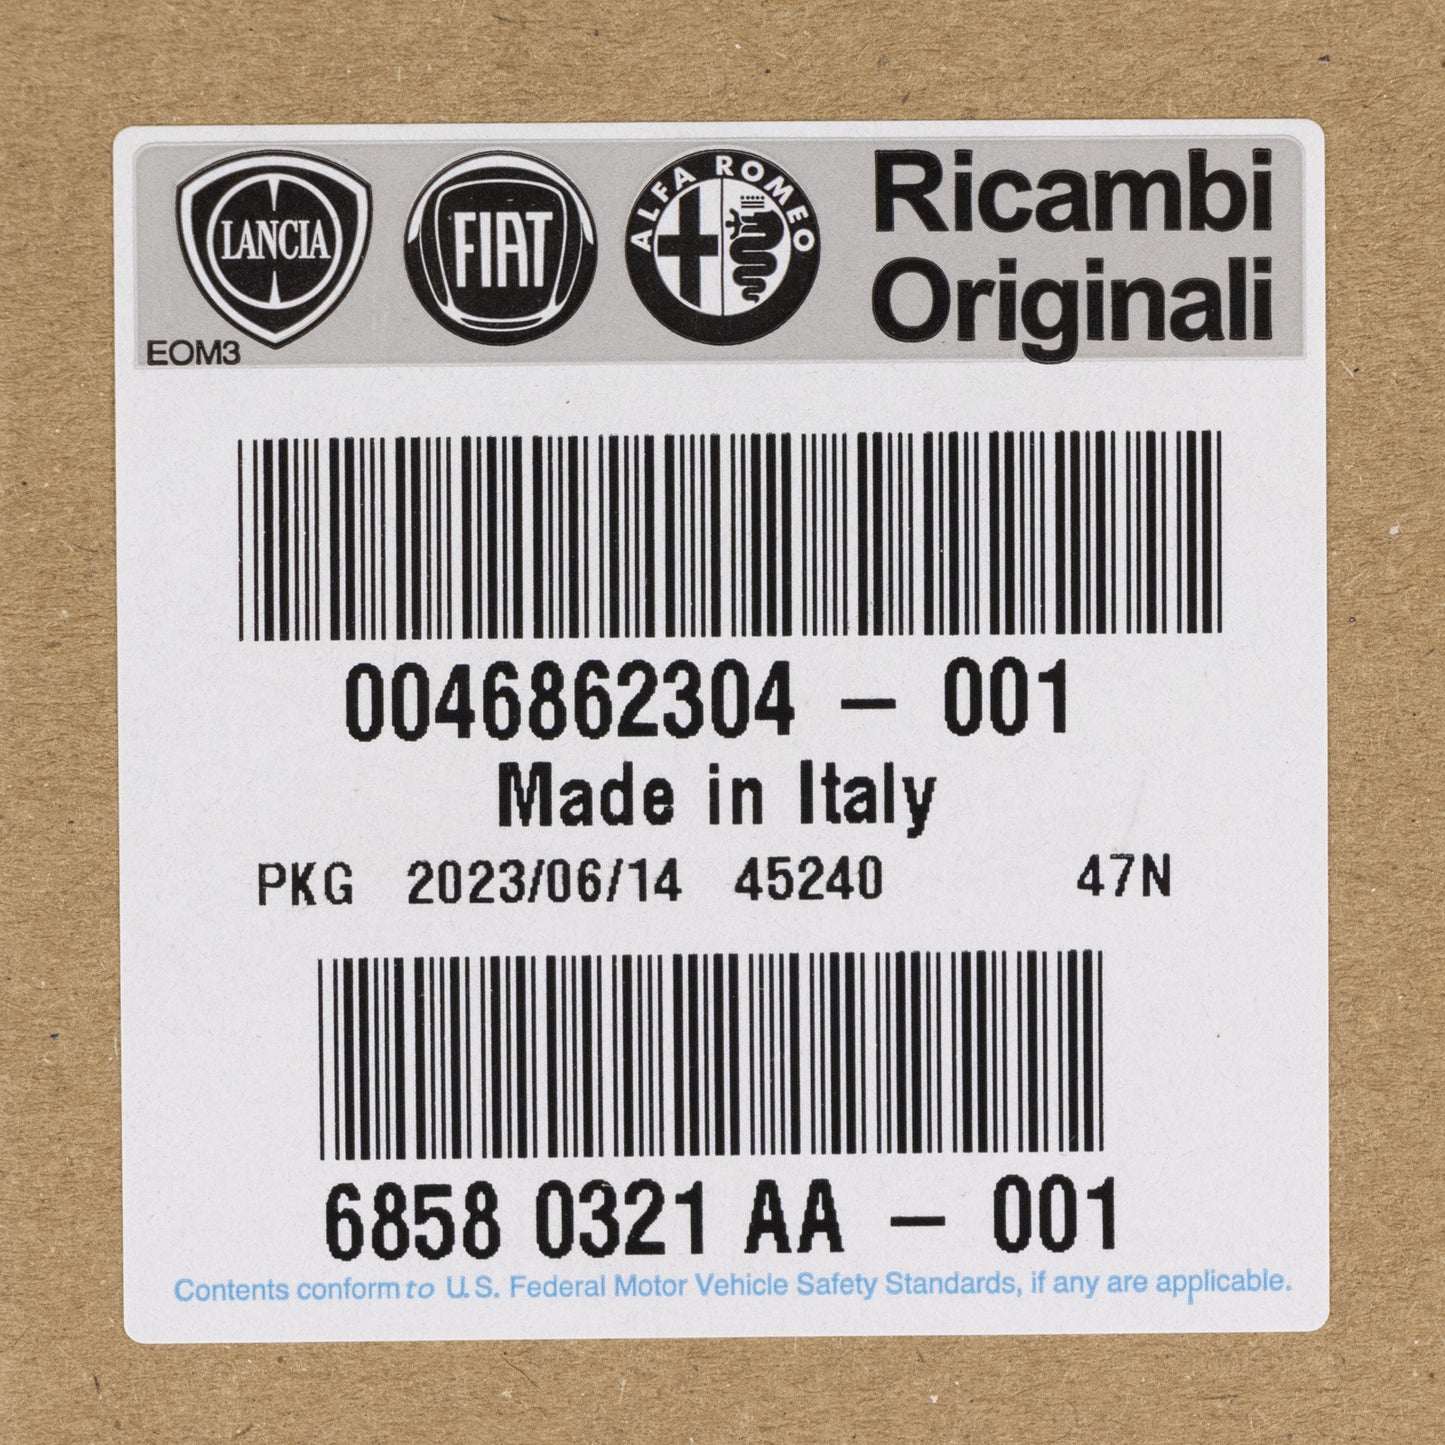 LANCIA
FIAT
ALFA ROMEO
Ricambi
Originali
EOM3
0046862304 – 001
Made in Italy
PKG 2023/06/14 45240 47N
6858 0321 AA – 001
Contents conform to U.S. Federal Motor Vehicle Safety Standards, if any are applicable.